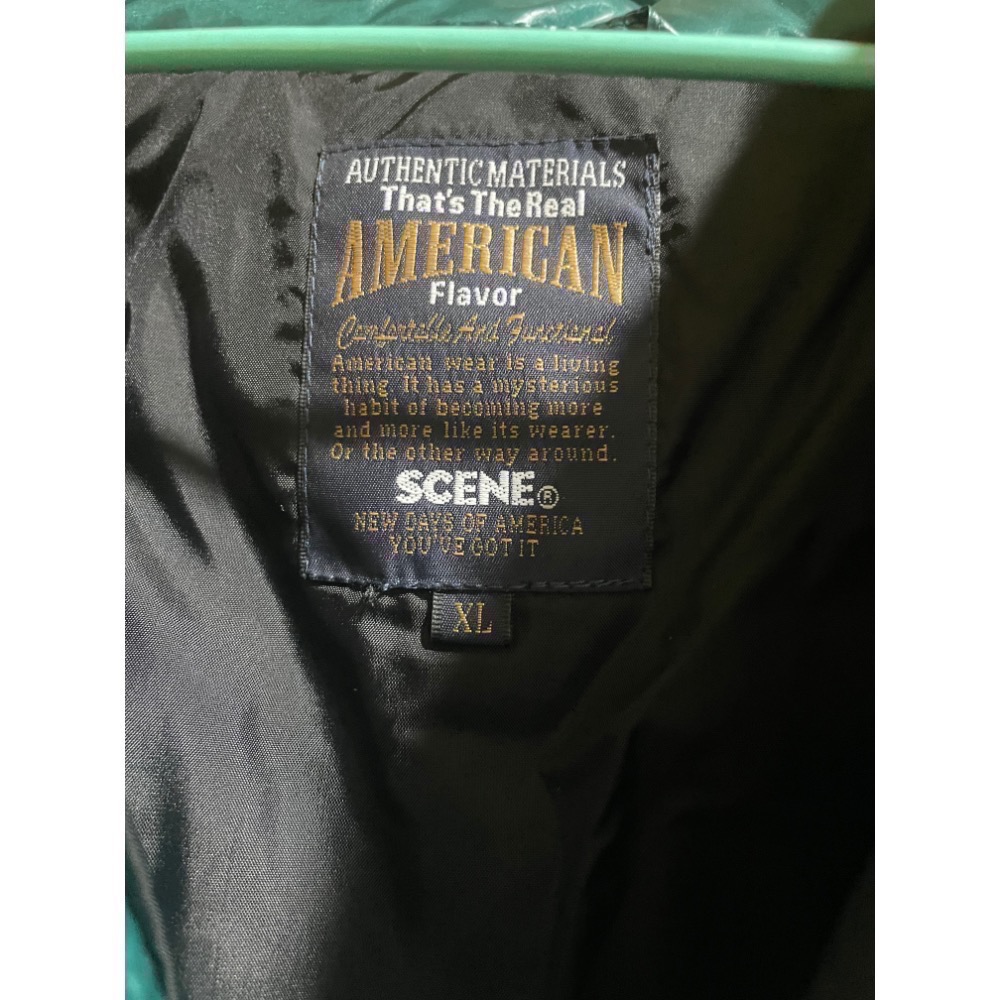 AUTHENTIC MATERIALS
That's The Real
AMERICAN
Flavor
Comfortable And Functional
American wear is a living
thing. It has a mysterious
habit of becoming more
and more like its wearer.
Or the other way around.
SCENE®
NEW DAYS OF AMERICA
YOU'VE GOT IT
XL